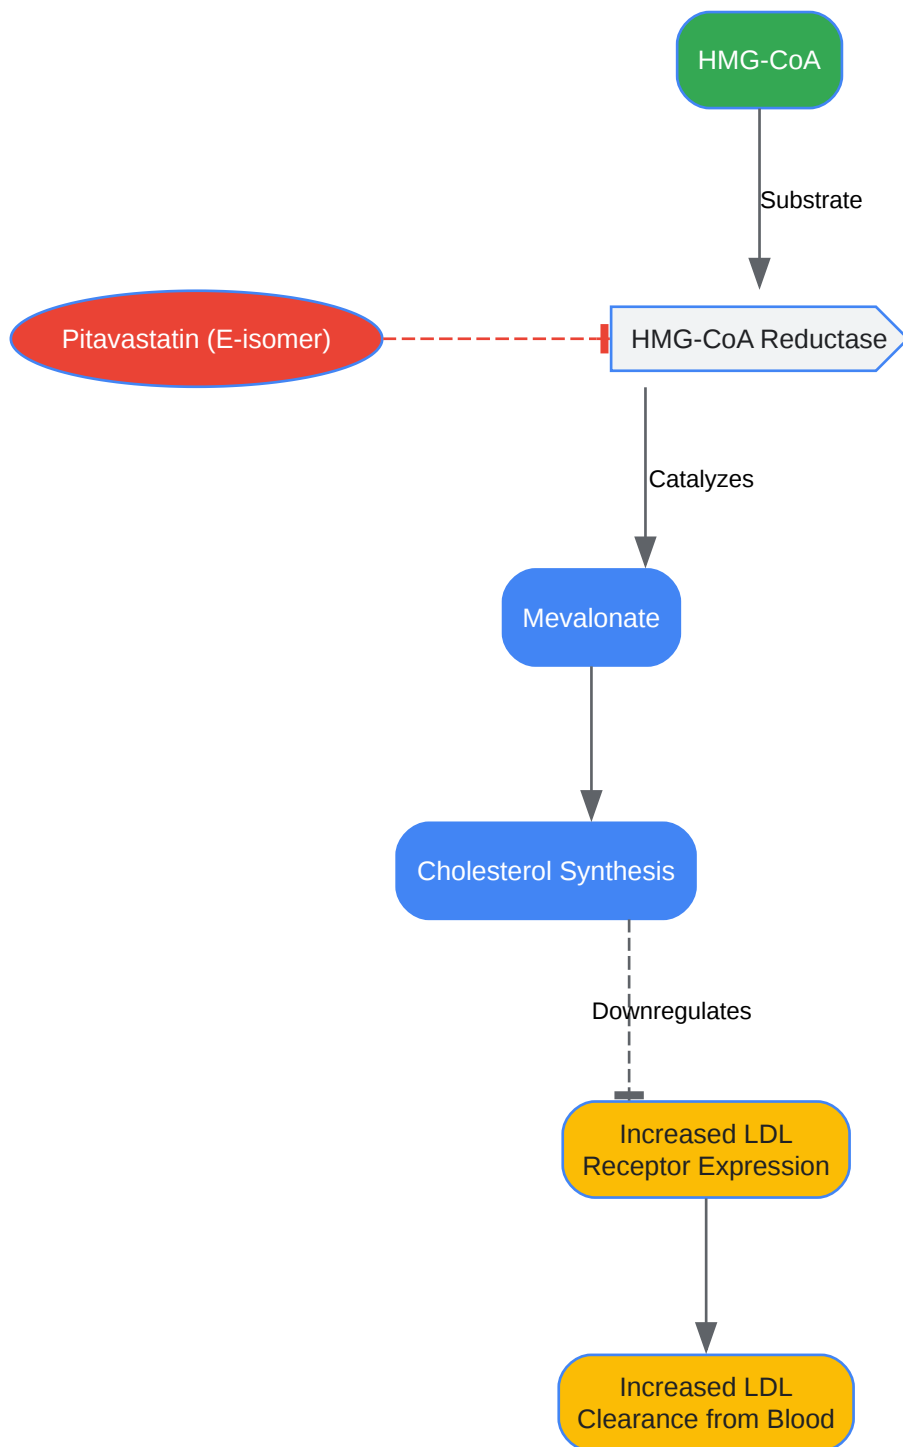 HMG-CoA
Substrate
Pitavastatin (E-isomer)
HMG-CoA Reductase
Catalyzes
Mevalonate
Cholesterol Synthesis
Downregulates
Increased LDL
Receptor Expression
Increased LDL
Clearance from Blood